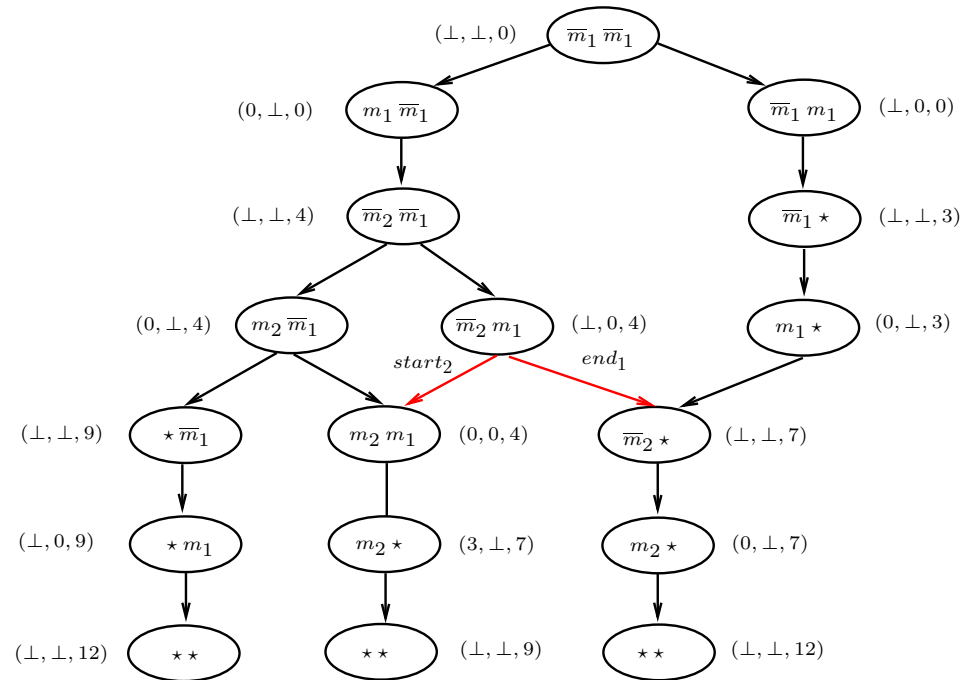 (⊥, ⊥, 0) m̅₁ m̅₁
(0, ⊥, 0) m₁ m̅₁ m̅₁ m₁ (⊥, 0, 0)
(⊥, ⊥, 4) m̅₂ m̅₁ m̅₁ ⋆ (⊥, ⊥, 3)
(0, ⊥, 4) m₂ m̅₁ m̅₂ m₁ (⊥, 0, 4) m₁ ⋆ (0, ⊥, 3)
start₂ end₁
(⊥, ⊥, 9) ⋆ m̅₁ m₂ m₁ (0, 0, 4) m̅₂ ⋆ (⊥, ⊥, 7)
(⊥, 0, 9) ⋆ m₁ m₂ ⋆ (3, ⊥, 7) m₂ ⋆ (0, ⊥, 7)
(⊥, ⊥, 12) ⋆ ⋆ ⋆ ⋆ (⊥, ⊥, 9) ⋆ ⋆ (⊥, ⊥, 12)